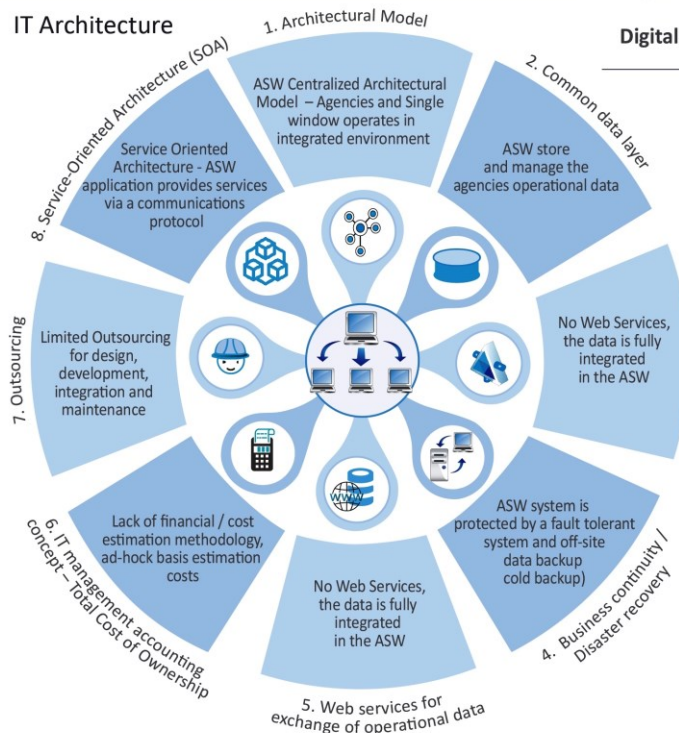 IT Architecture
Digital
1. Architectural Model
ASW Centralized Architectural
Model – Agencies and Single
window operates in
integrated environment
2. Common data layer
ASW store
and manage the
agencies operational data
No Web Services,
the data is fully
integrated
in the ASW
4. Business continuity /
Disaster recovery
ASW system is
protected by a fault tolerant
system and off-site
data backup
cold backup)
5. Web services for
exchange of operational data
No Web Services,
the data is fully
integrated
in the ASW
WWW
6. IT management accounting
concept – Total Cost of Ownership
Lack of financial / cost
estimation methodology,
ad-hock basis estimation
costs
7. Outsourcing
Limited Outsourcing
for design,
development,
integration and
maintenance
8. Service-Oriented Architecture (SOA)
Service Oriented
Architecture - ASW
application provides services
via a communications
protocol